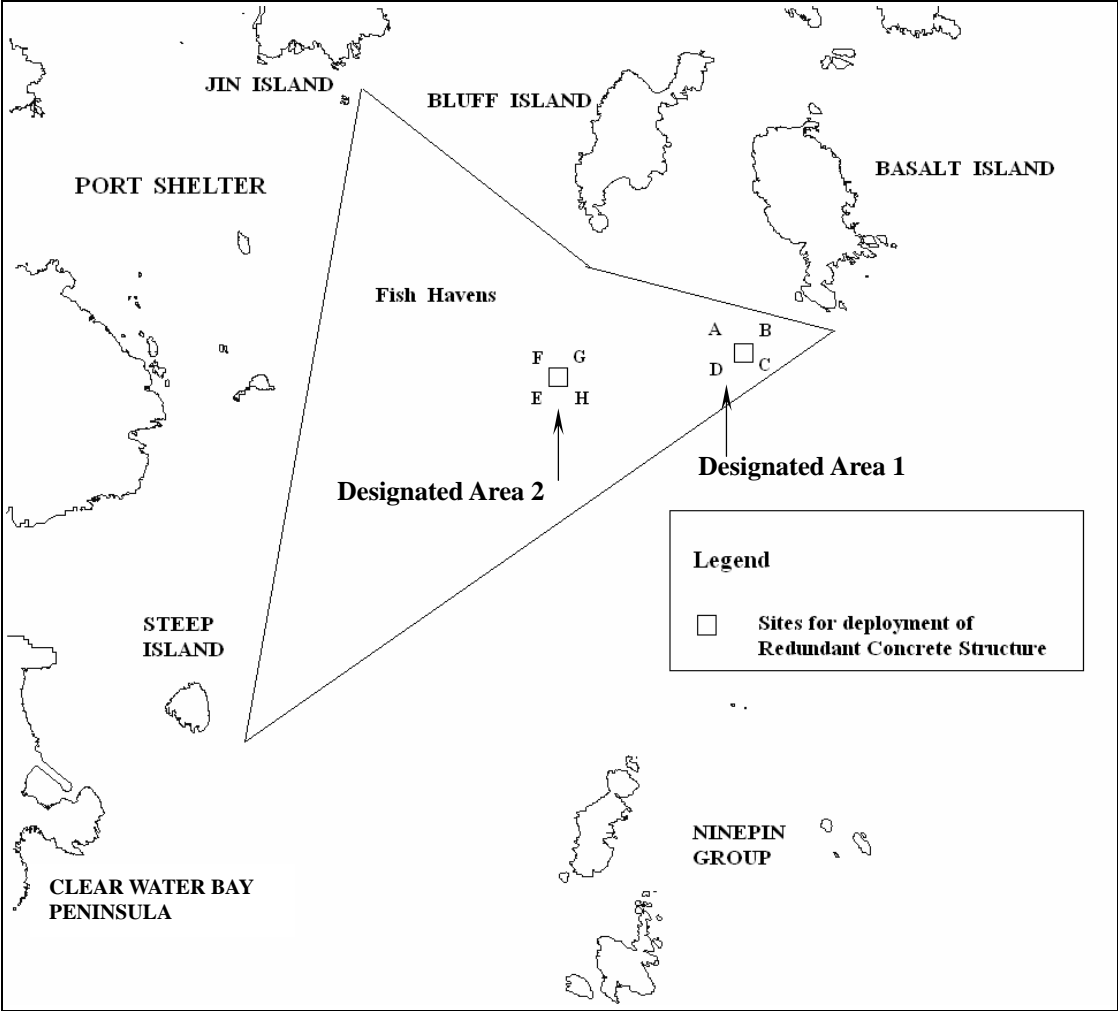 JIN ISLAND
BLUFF ISLAND
BASALT ISLAND
PORT SHELTER
Fish Havens
A B
D C
F G
E H
Designated Area 1
Designated Area 2
Legend
Sites for deployment of
Redundant Concrete Structure
STEEP
ISLAND
NINEPIN
GROUP
CLEAR WATER BAY
PENINSULA